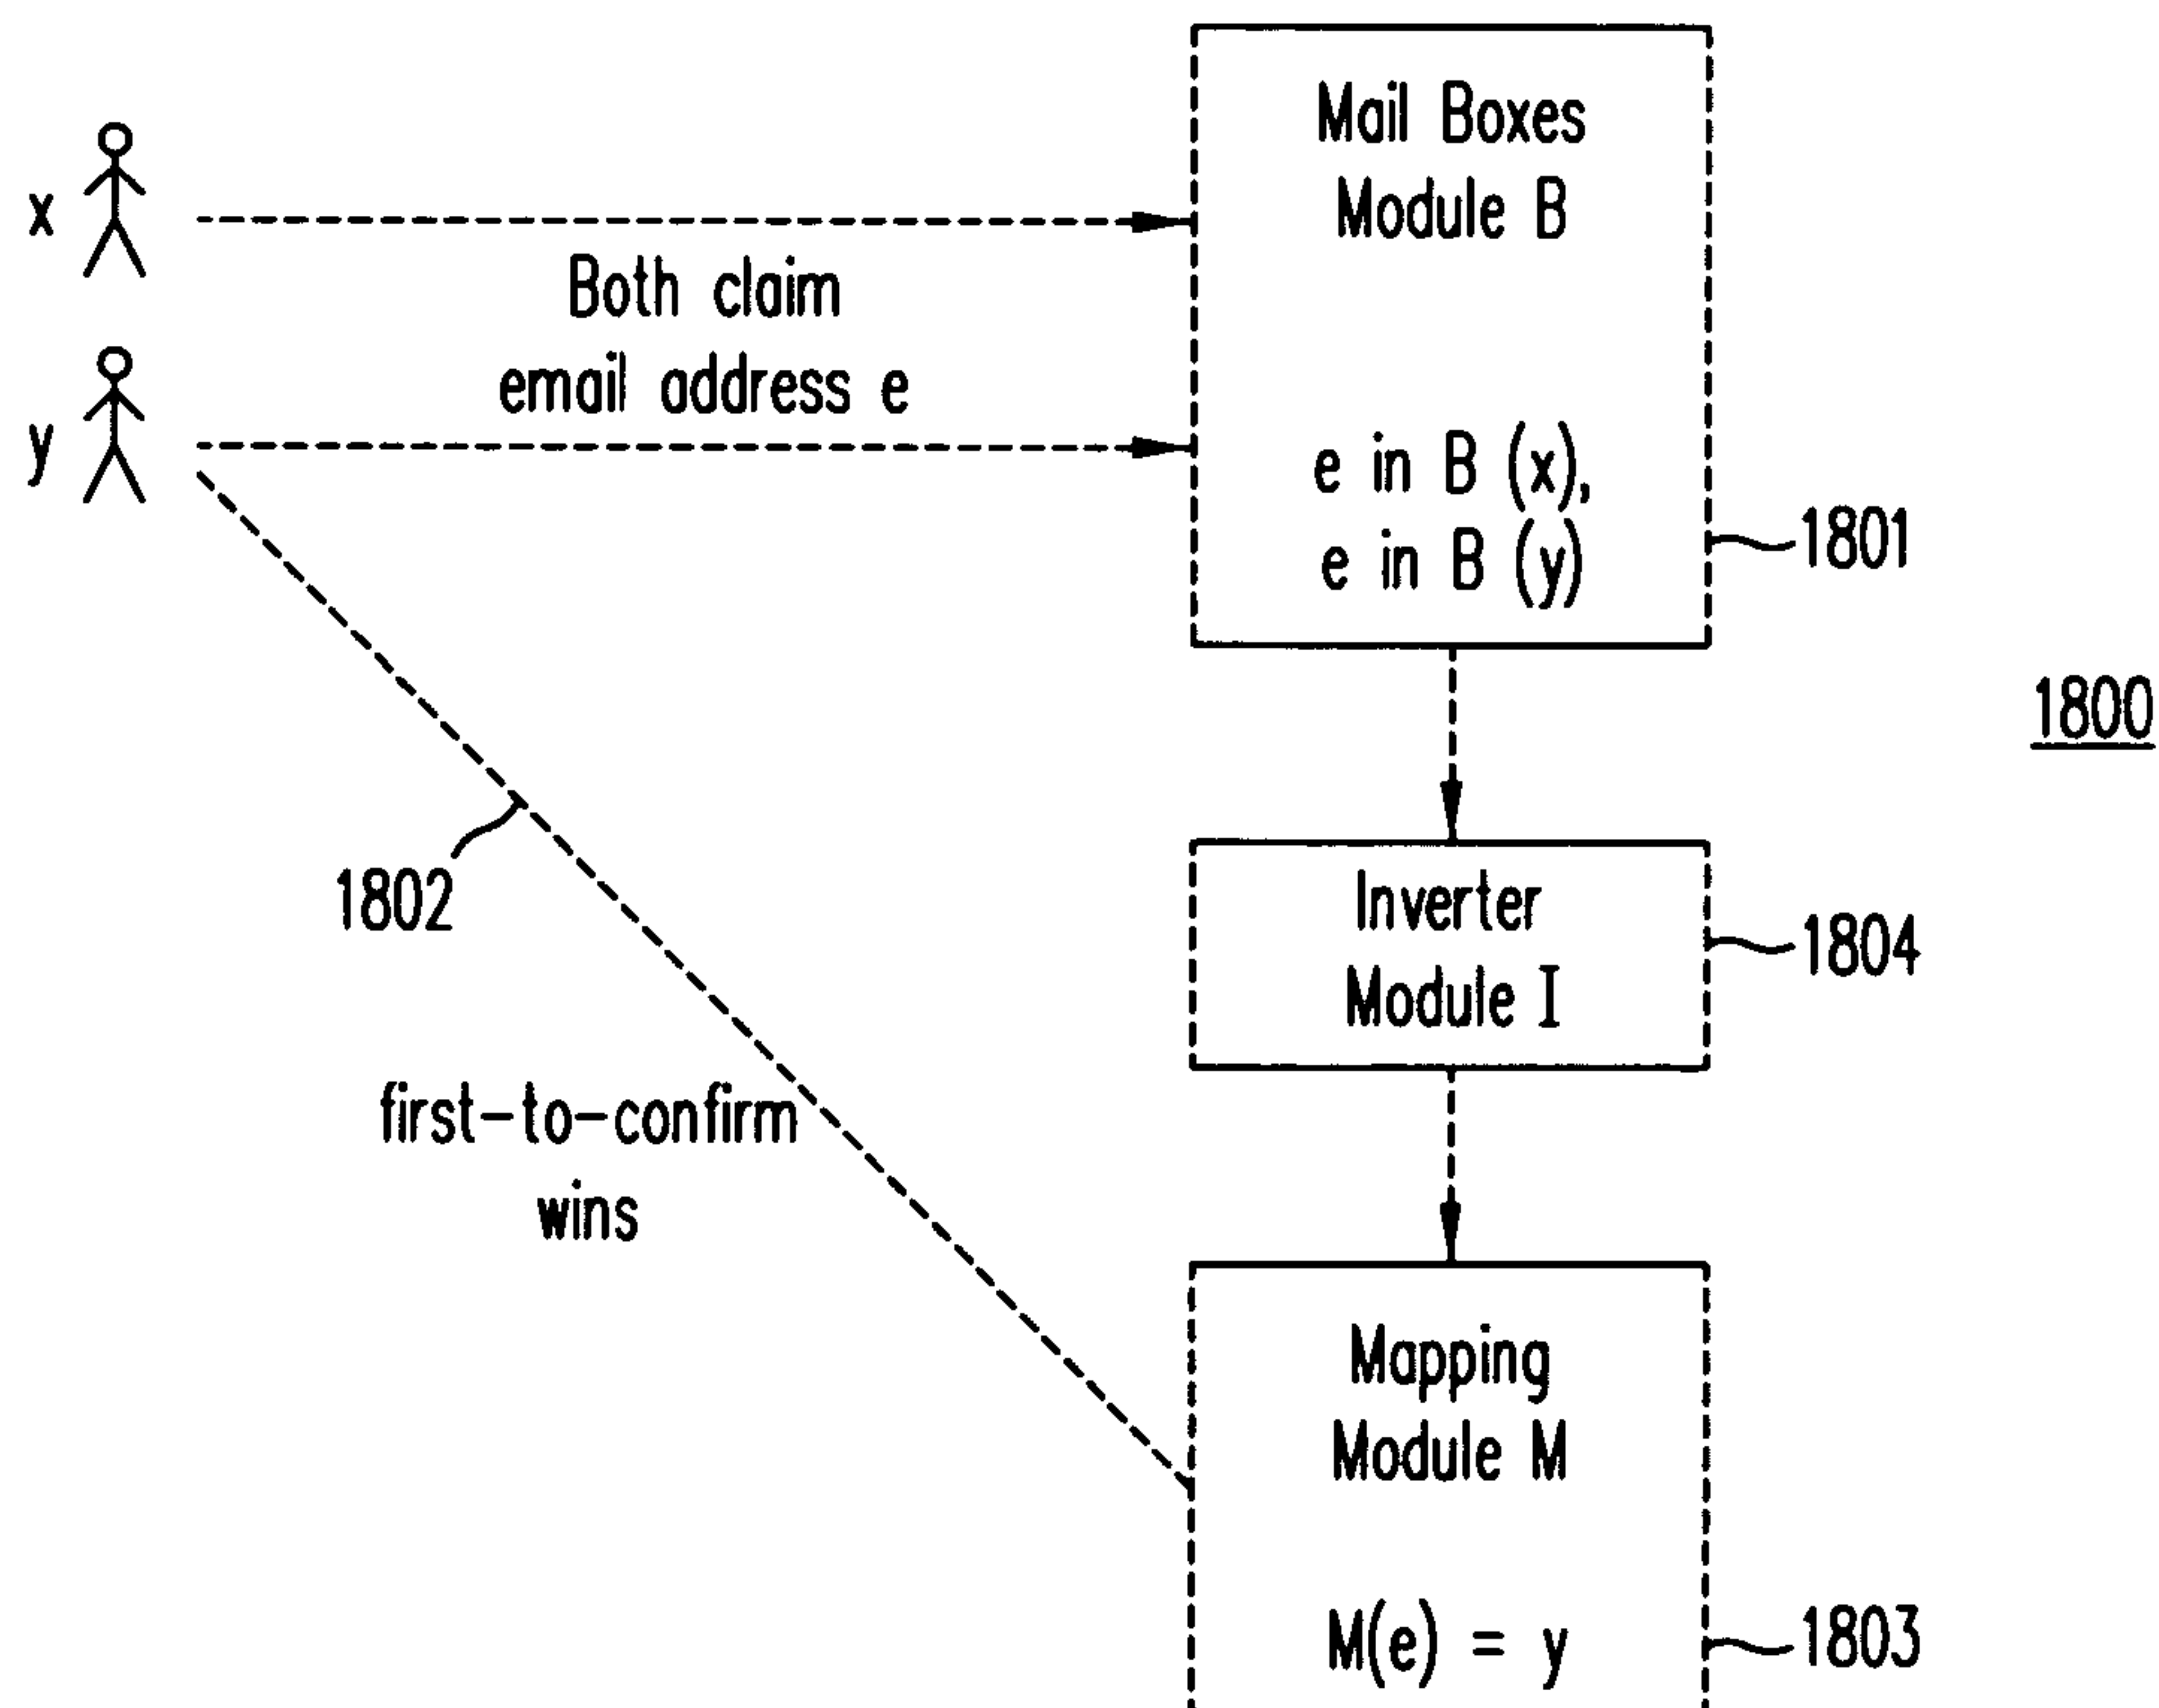 Mail Boxes
Module B
x
Both claim
email address e
y
e in B (x),
e in B (y)
1801
1800
Inverter
Module I
1804
1802
first-to-confirm
wins
Mapping
Module M
M(e) = y
1803